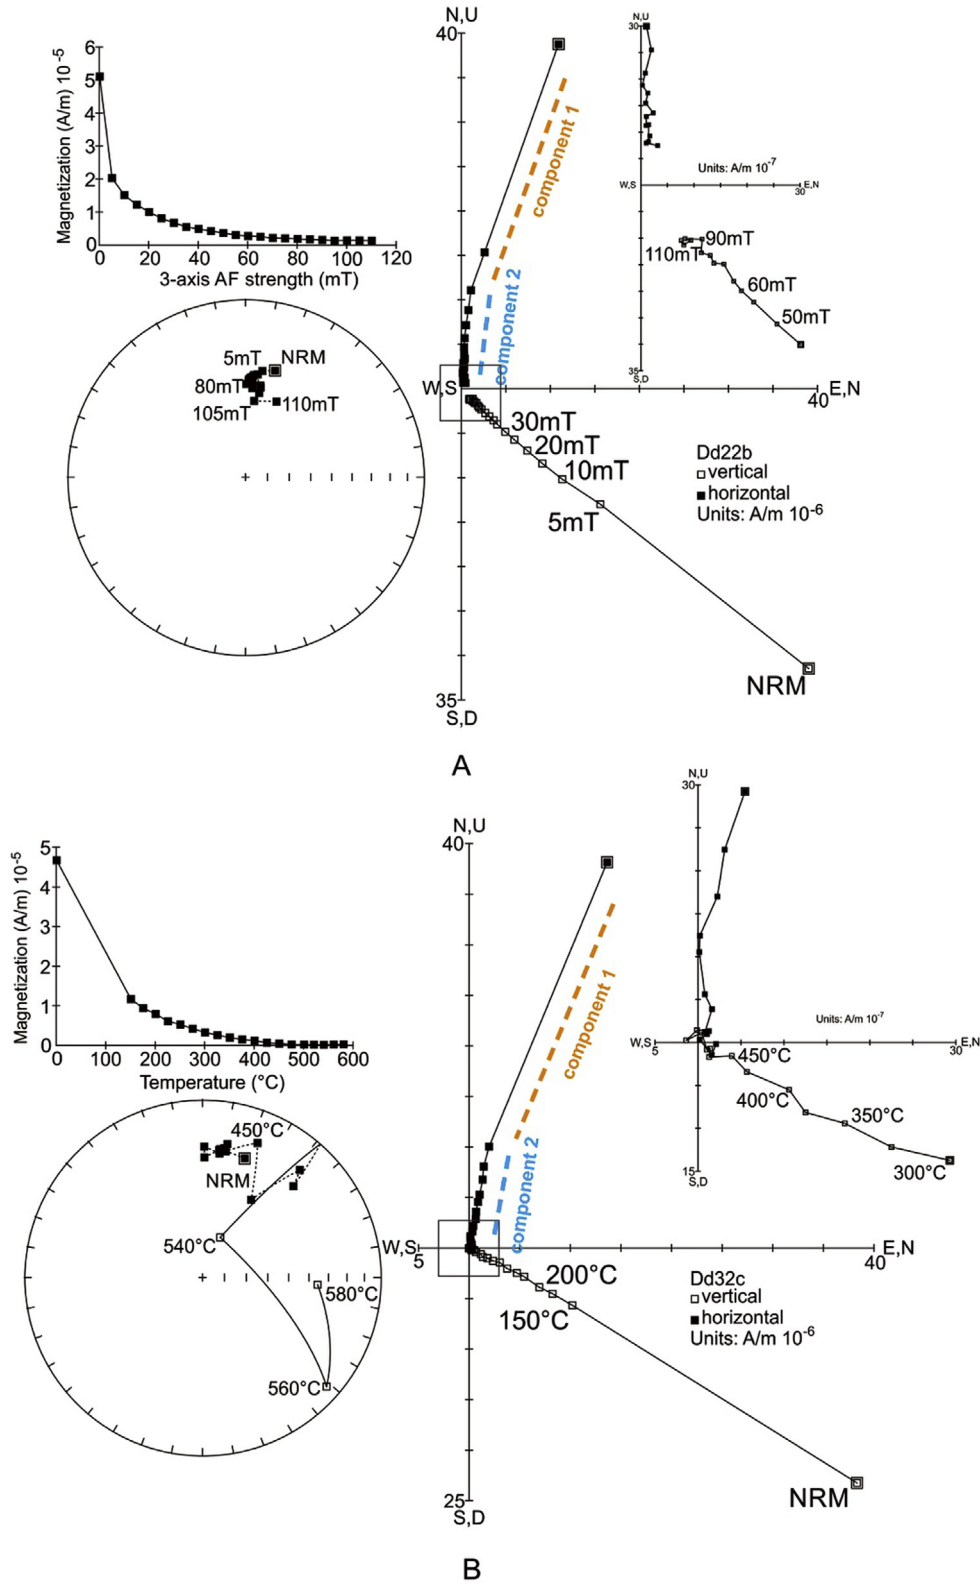 6
5
4
3
2
1
0
Magnetization (A/m) 10-5
0 20 40 60 80 100 120
3-axis AF strength (mT)
5mT
NRM
80mT
105mT
110mT
N,U
40
component 1
component 2
W,S
40 E,N
30mT
20mT
10mT
5mT
NRM
35
S,D
Dd22b
vertical
horizontal
Units: A/m 10-6
N,U
30
Units: A/m 10-7
W,S
30 E,N
90mT
110mT
60mT
50mT
35
S,D
A
5
4
3
2
1
0
Magnetization (A/m) 10-5
0 100 200 300 400 500 600
Temperature (°C)
450°C
NRM
540°C
580°C
560°C
N,U
40
component 1
component 2
W,S
5
40 E,N
200°C
150°C
NRM
25
S,D
Dd32c
vertical
horizontal
Units: A/m 10-6
N,U
30
Units: A/m 10-7
W,S
5
30 E,N
450°C
400°C
350°C
300°C
15
S,D
B